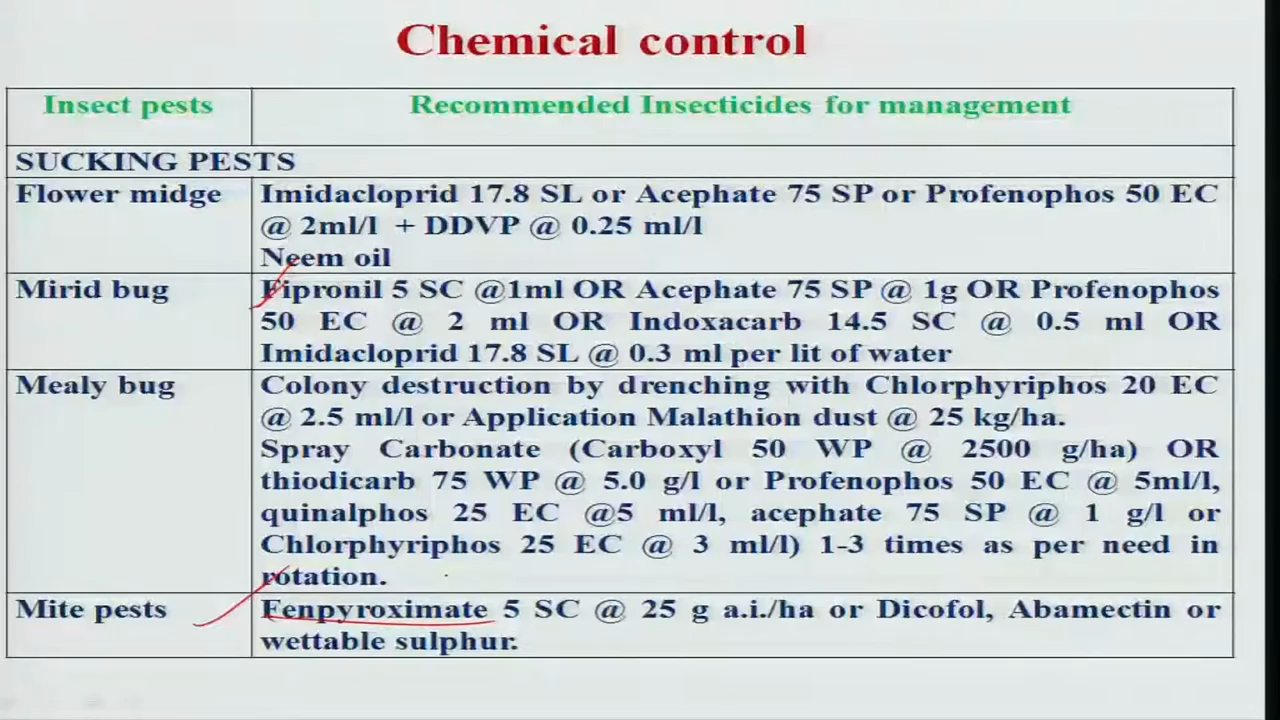 Chemical control
Insect pests
Recommended Insecticides for management
SUCKING PESTS
Flower midge
Imidacloprid 17.8 SL or Acephate 75 SP or Profenophos 50 EC
@ 2ml/l + DDVP @ 0.25 ml/l
Neem oil
Mirid bug
Fipronil 5 SC @1ml OR Acephate 75 SP @ 1g OR Profenophos
50 EC @ 2 ml OR Indoxacarb 14.5 SC @ 0.5 ml OR
Imidacloprid 17.8 SL @ 0.3 ml per lit of water
Mealy bug
Colony destruction by drenching with Chlorphyriphos 20 EC
@ 2.5 ml/l or Application Malathion dust @ 25 kg/ha.
Spray Carbonate (Carboxyl 50 WP @ 2500 g/ha) OR
thiodicarb 75 WP @ 5.0 g/l or Profenophos 50 EC @ 5ml/l,
quinalphos 25 EC @5 ml/l, acephate 75 SP @ 1 g/l or
Chlorphyriphos 25 EC @ 3 ml/l) 1-3 times as per need in
rotation.
Mite pests
Fenpyroximate 5 SC @ 25 g a.i./ha or Dicofol, Abamectin or
wettable sulphur.